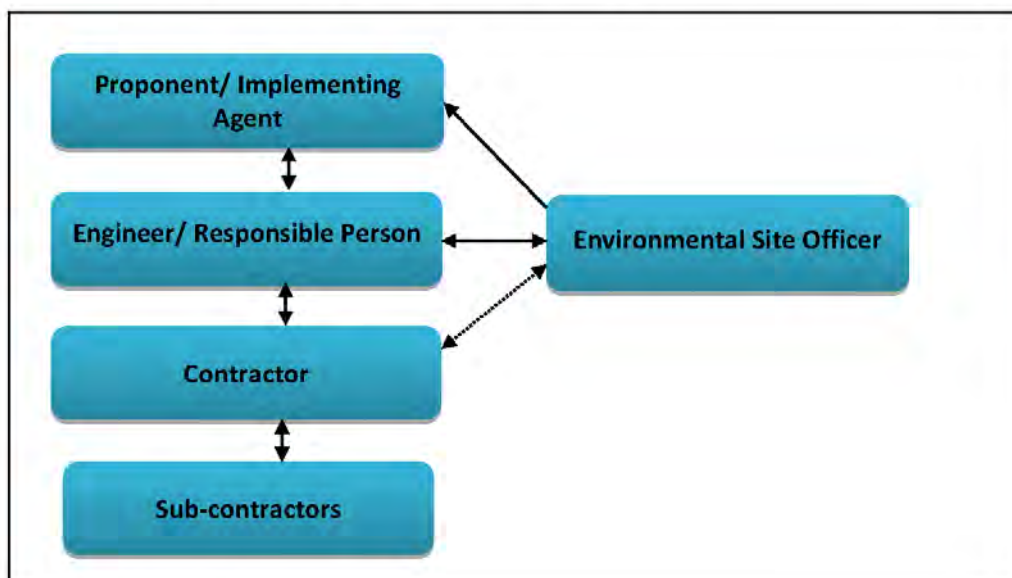 Proponent/ Implementing
Agent
Engineer/ Responsible Person
Environmental Site Officer
Contractor
Sub-contractors